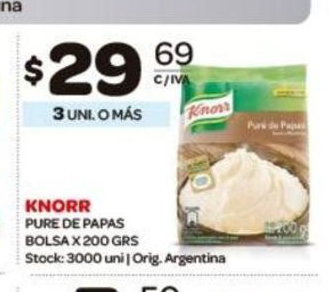 na
$29 69
C/IVA
3 UNI. O MÁS
Knorr
Puré de Papas
200 g
KNORR
PURE DE PAPAS
BOLSA X 200 GRS
Stock: 3000 uni | Orig. Argentina